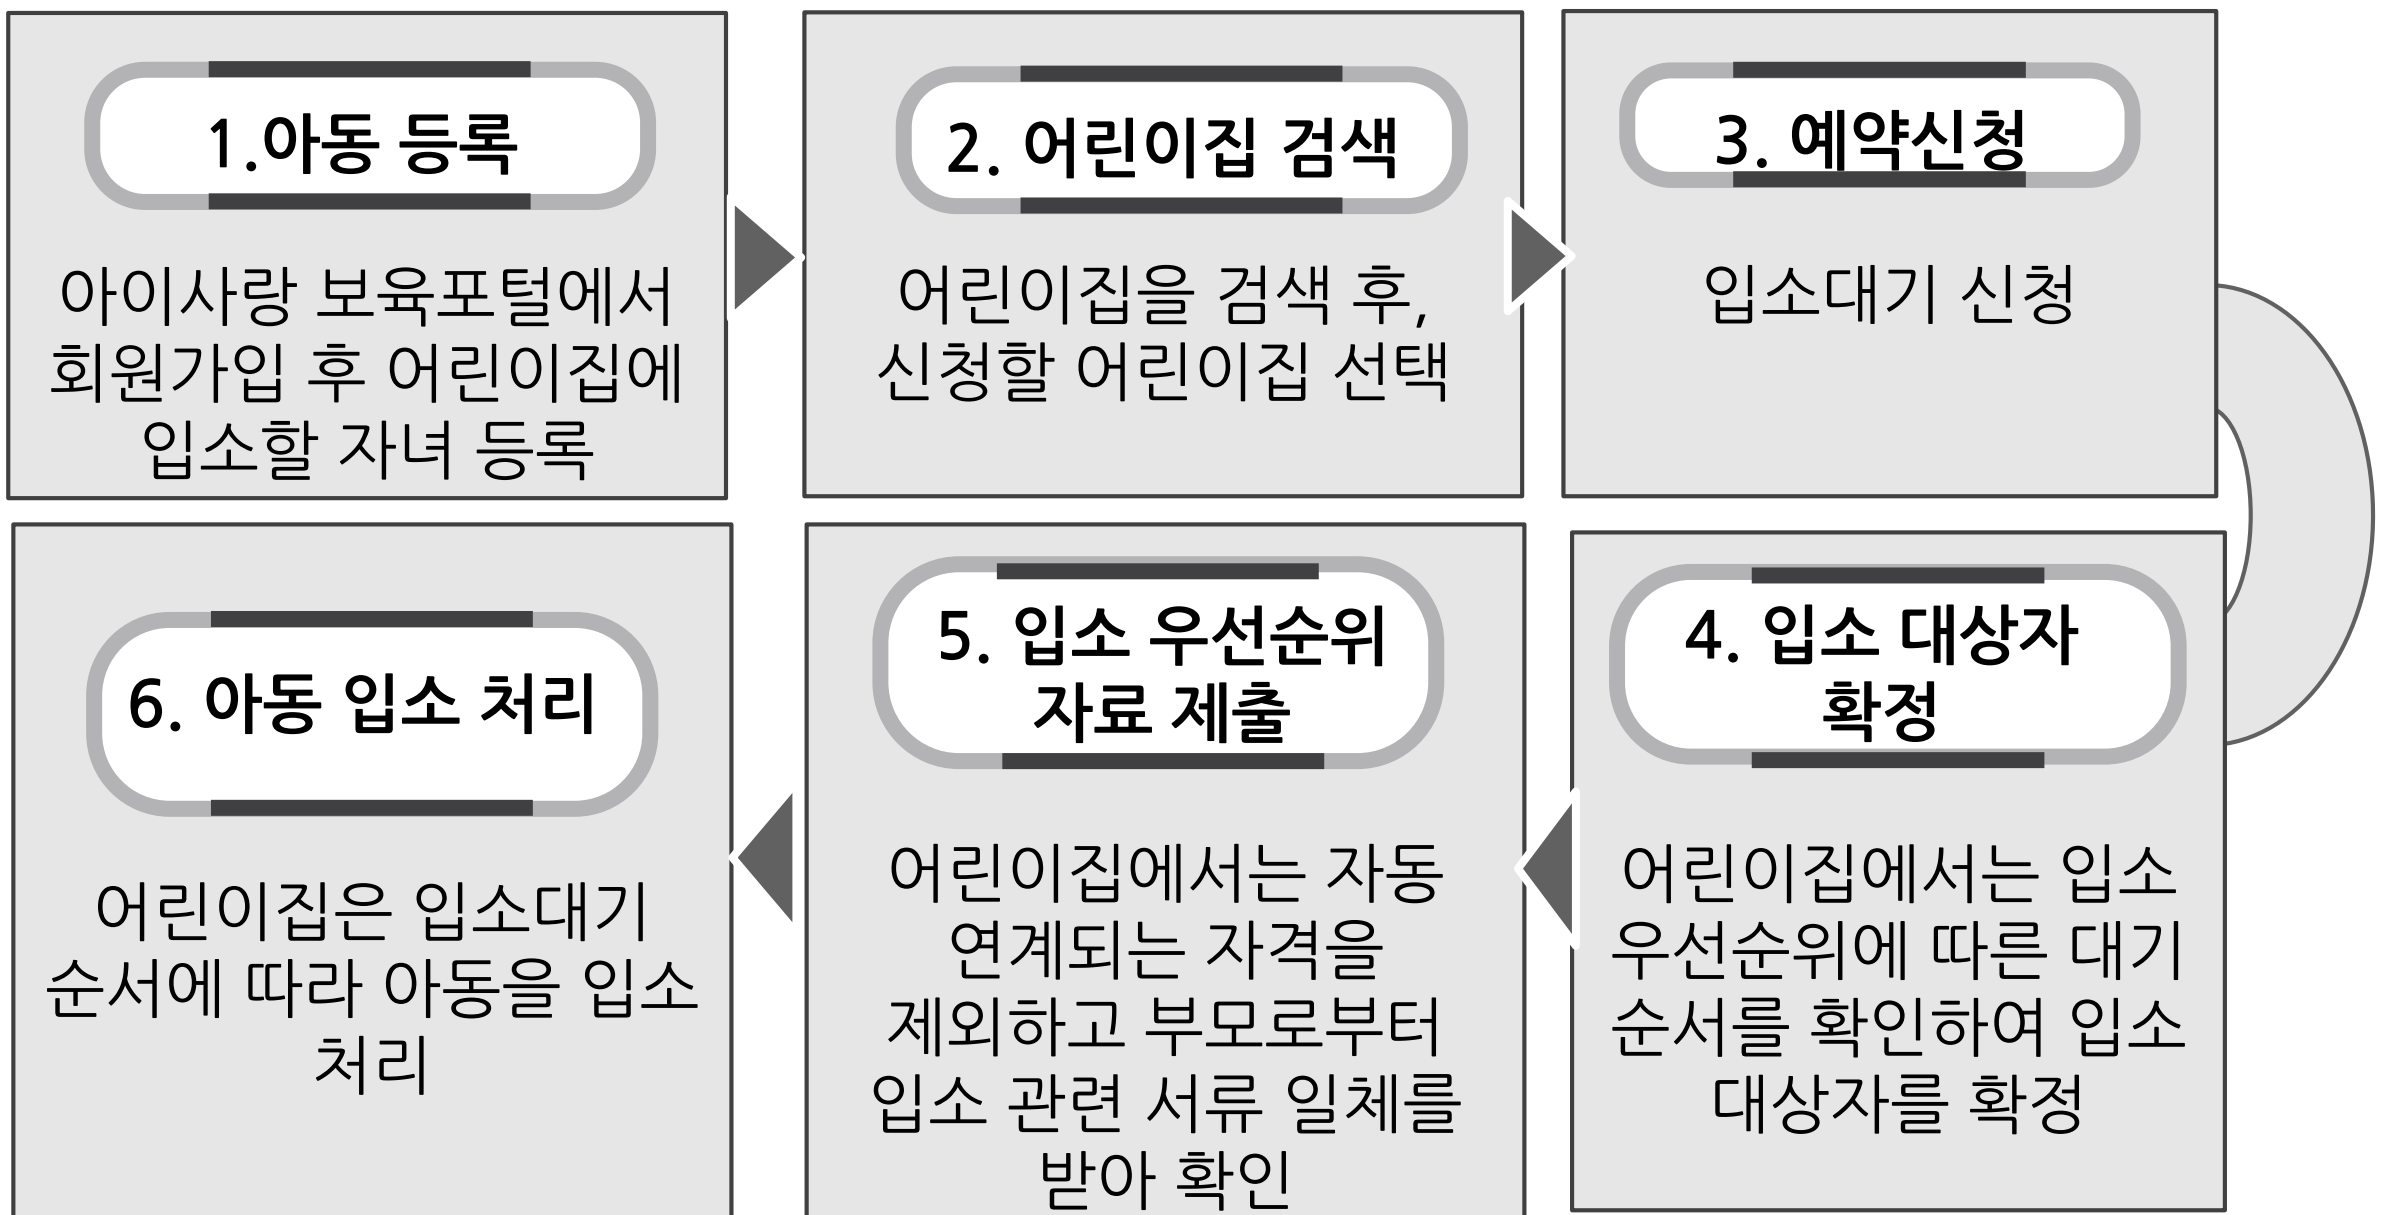 1.아동 등록
아이사랑 보육포털에서
회원가입 후 어린이집에
입소할 자녀 등록
2. 어린이집 검색
어린이집을 검색 후,
신청할 어린이집 선택
3. 예약신청
입소대기 신청
4. 입소 대상자
확정
어린이집에서는 입소
우선순위에 따른 대기
순서를 확인하여 입소
대상자를 확정
5. 입소 우선순위
자료 제출
어린이집에서는 자동
연계되는 자격을
제외하고 부모로부터
입소 관련 서류 일체를
받아 확인
6. 아동 입소 처리
어린이집은 입소대기
순서에 따라 아동을 입소
처리